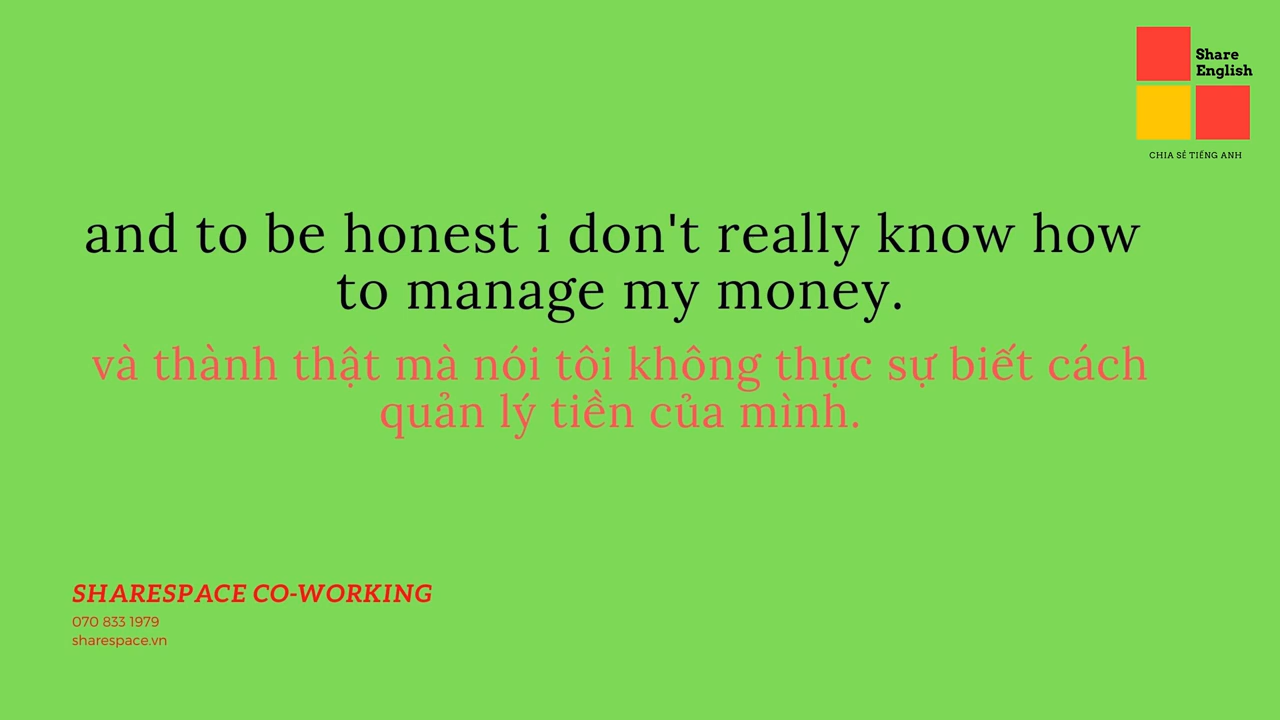 Share
English
CHIA SẺ TIẾNG ANH
and to be honest i don't really know how
to manage my money.
và thành thật mà nói tôi không thực sự biết cách
quản lý tiền của mình.
SHARESPACE CO-WORKING
070 833 1979
sharespace.vn